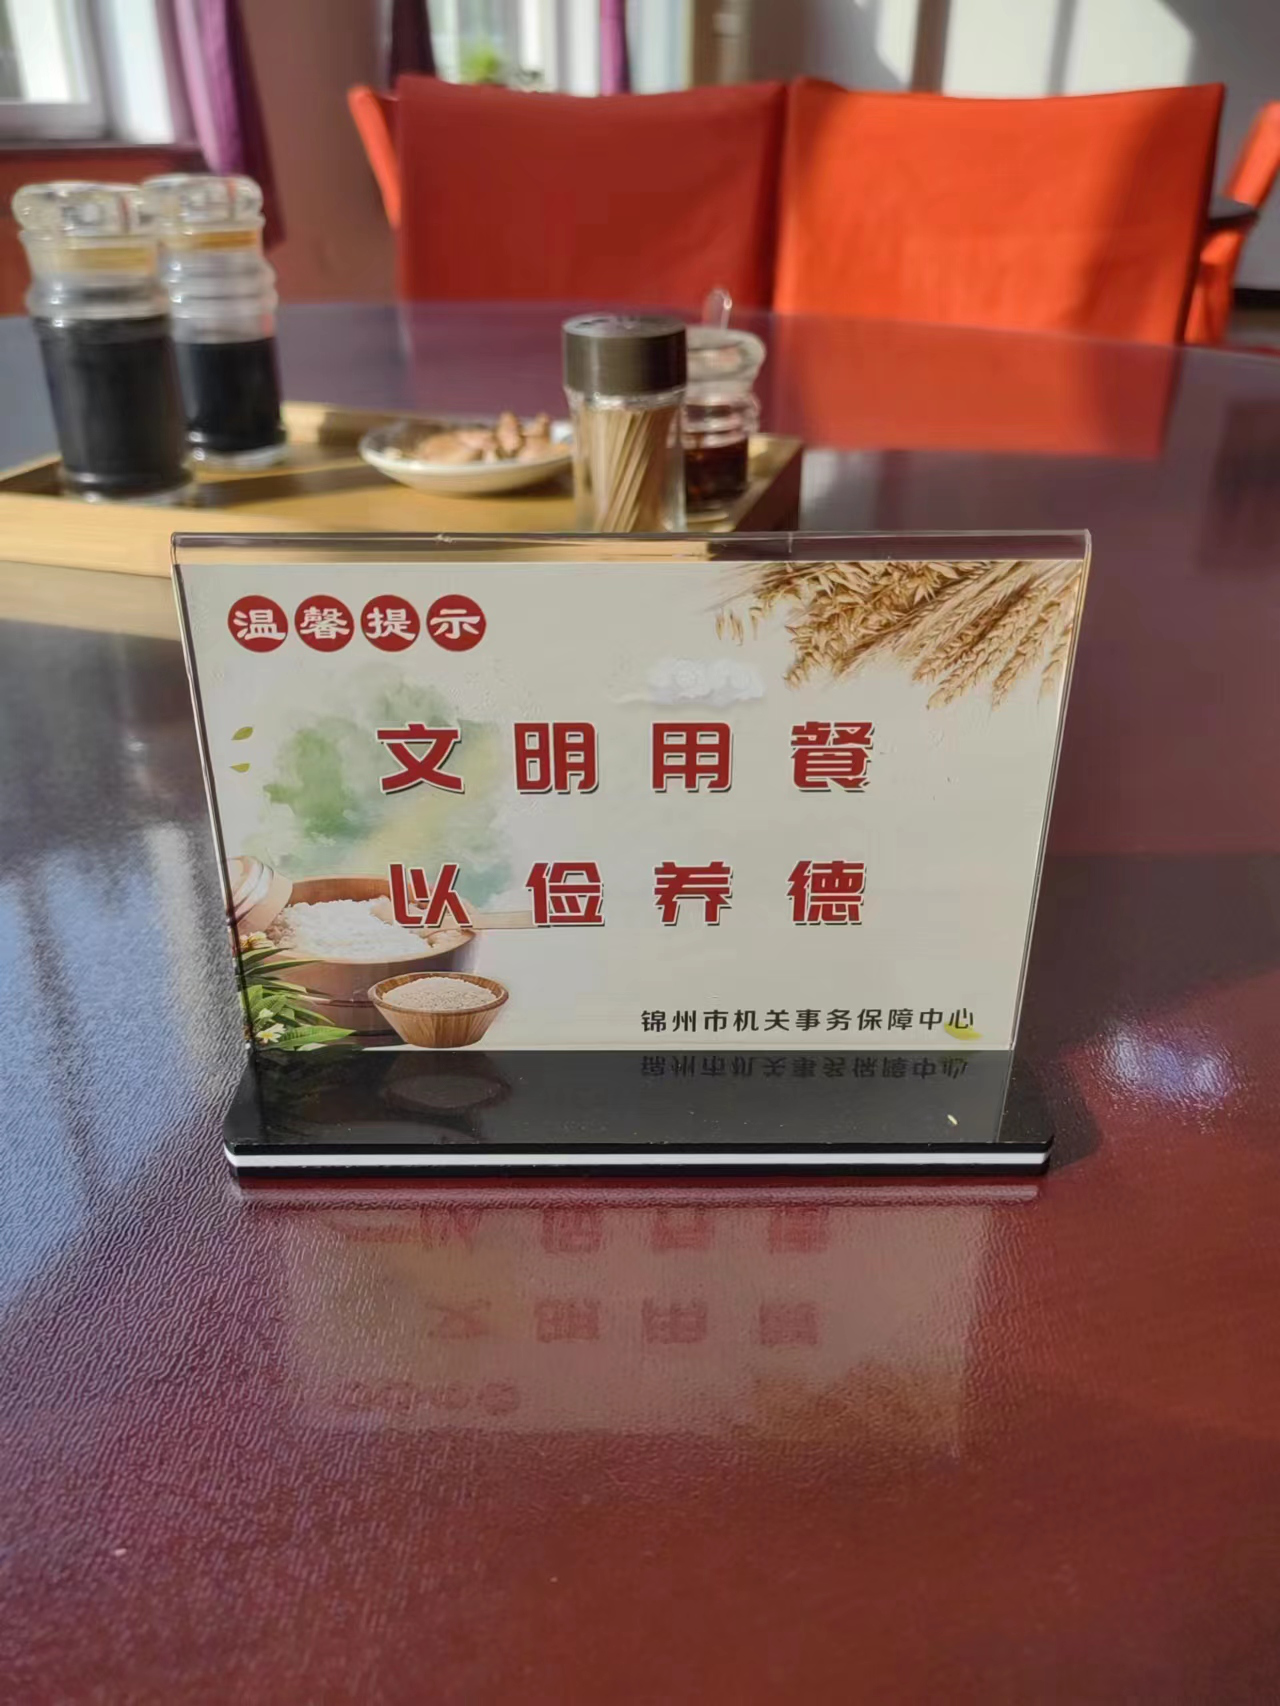 温馨提示
文明用餐
以俭养德
锦州市机关事务保障中心